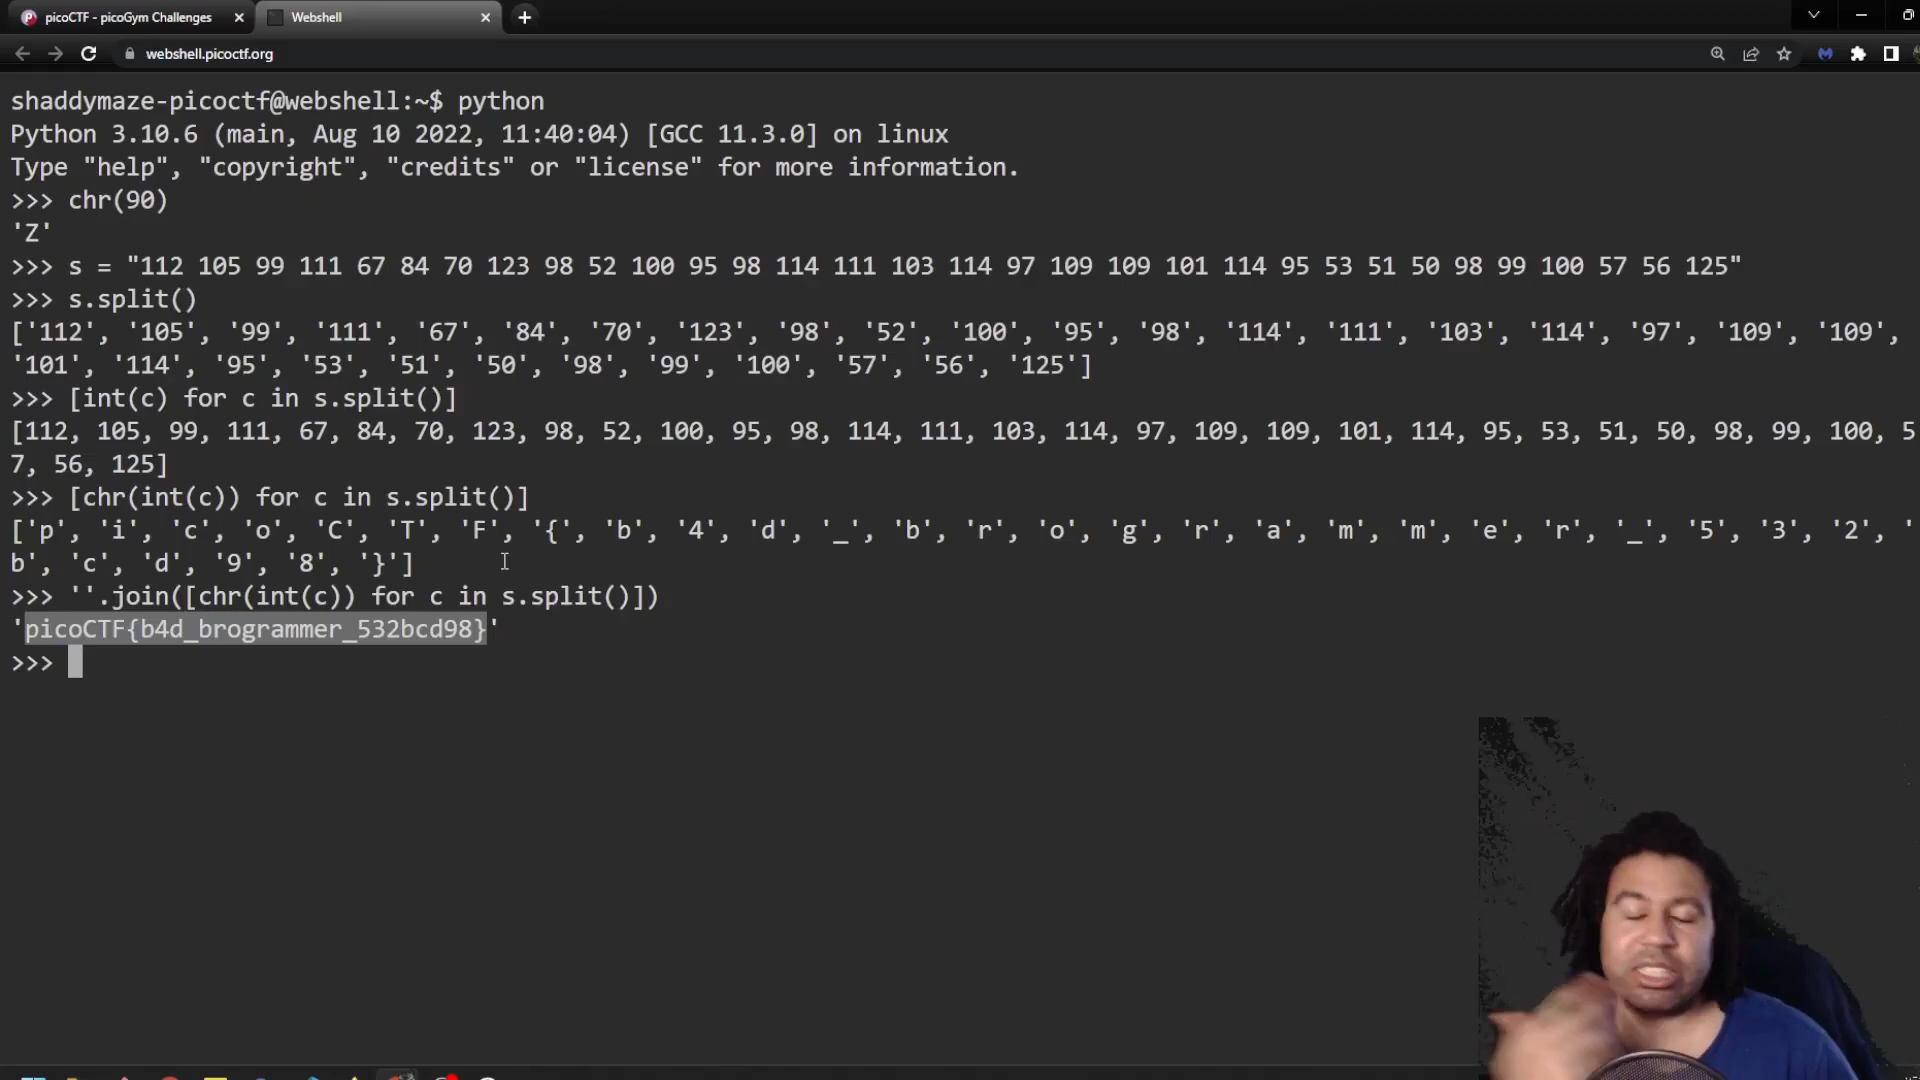 picoCTF - picoGym Challenges
Webshell
webshell.picoctf.org
shaddymaze-picoctf@webshell:~$ python
Python 3.10.6 (main, Aug 10 2022, 11:40:04) [GCC 11.3.0] on linux
Type "help", "copyright", "credits" or "license" for more information.
>>> chr(90)
'Z'
>>> s = "112 105 99 111 67 84 70 123 98 52 100 95 98 114 111 103 114 97 109 109 101 114 95 53 51 50 98 99 100 57 56 125"
>>> s.split()
['112', '105', '99', '111', '67', '84', '70', '123', '98', '52', '100', '95', '98', '114', '111', '103', '114', '97', '109', '109',
'101', '114', '95', '53', '51', '50', '98', '99', '100', '57', '56', '125']
>>> [int(c) for c in s.split()]
[112, 105, 99, 111, 67, 84, 70, 123, 98, 52, 100, 95, 98, 114, 111, 103, 114, 97, 109, 109, 101, 114, 95, 53, 51, 50, 98, 99, 100, 5
7, 56, 125]
>>> [chr(int(c)) for c in s.split()]
['p', 'i', 'c', 'o', 'C', 'T', 'F', '{', 'b', '4', 'd', '_', 'b', 'r', 'o', 'g', 'r', 'a', 'm', 'm', 'e', 'r', '_', '5', '3', '2', '
b', 'c', 'd', '9', '8', '}']
>>> ''.join([chr(int(c)) for c in s.split()])
'picoCTF{b4d_brogrammer_532bcd98}'
>>>